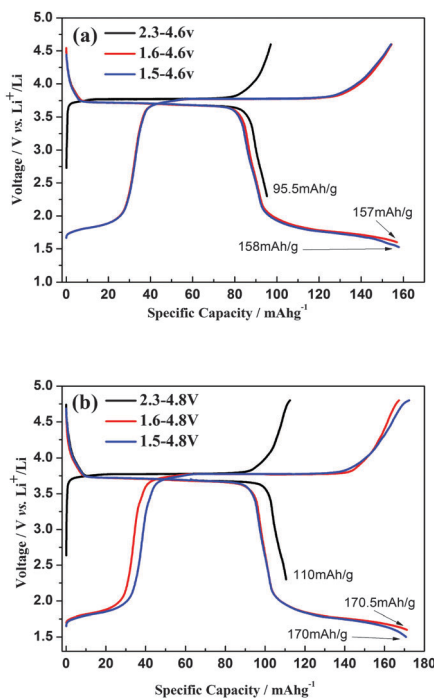 (a)
2.3-4.6v
1.6-4.6v
1.5-4.6v
Voltage / V vs. Li+/Li
5.0
4.5
4.0
3.5
3.0
2.5
2.0
1.5
1.0
95.5mAh/g
157mAh/g
158mAh/g
0 20 40 60 80 100 120 140 160
Specific Capacity / mAhg-1
(b)
2.3-4.8V
1.6-4.8V
1.5-4.8V
Voltage / V vs. Li+/Li
5.0
4.5
4.0
3.5
3.0
2.5
2.0
1.5
110mAh/g
170.5mAh/g
170mAh/g
0 20 40 60 80 100 120 140 160 180
Specific Capacity / mAhg-1